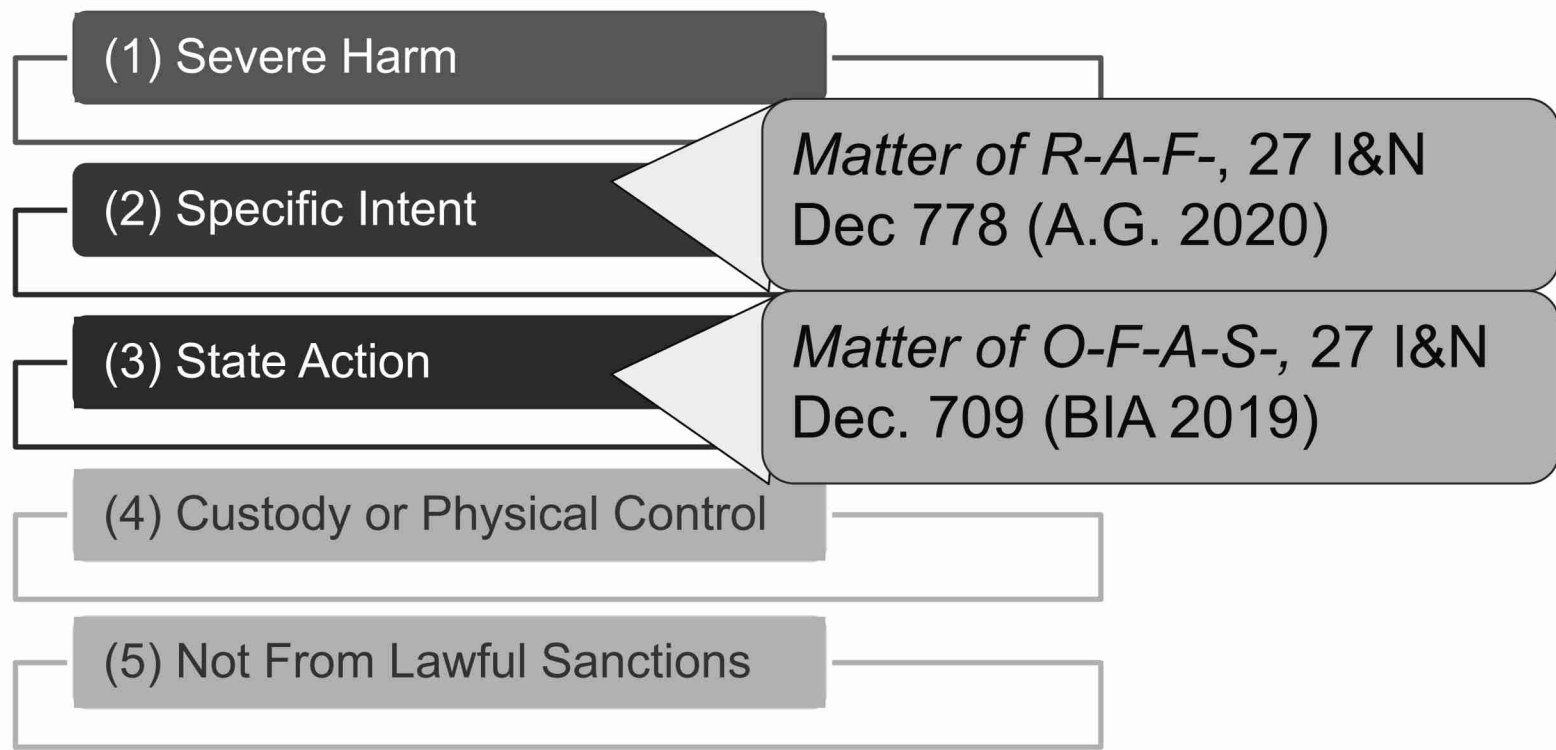 (1) Severe Harm
(2) Specific Intent
Matter of R-A-F-, 27 I&N
Dec 778 (A.G. 2020)
(3) State Action
Matter of O-F-A-S-, 27 I&N
Dec. 709 (BIA 2019)
(4) Custody or Physical Control
(5) Not From Lawful Sanctions